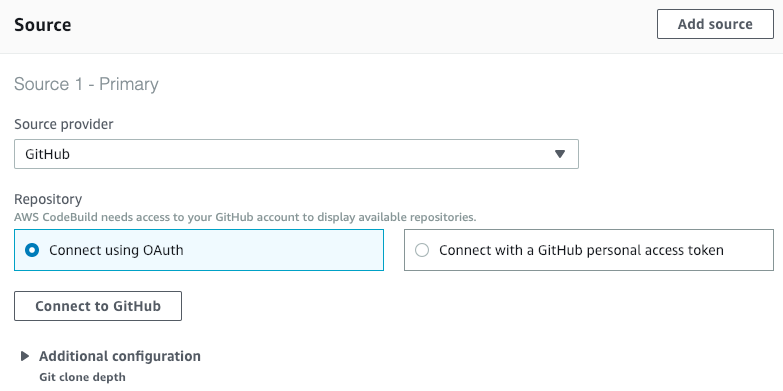 Source
Add source
Source 1 - Primary
Source provider
GitHub
Repository
AWS CodeBuild needs access to your GitHub account to display available repositories.
Connect using OAuth
Connect with a GitHub personal access token
Connect to GitHub
Additional configuration
Git clone depth